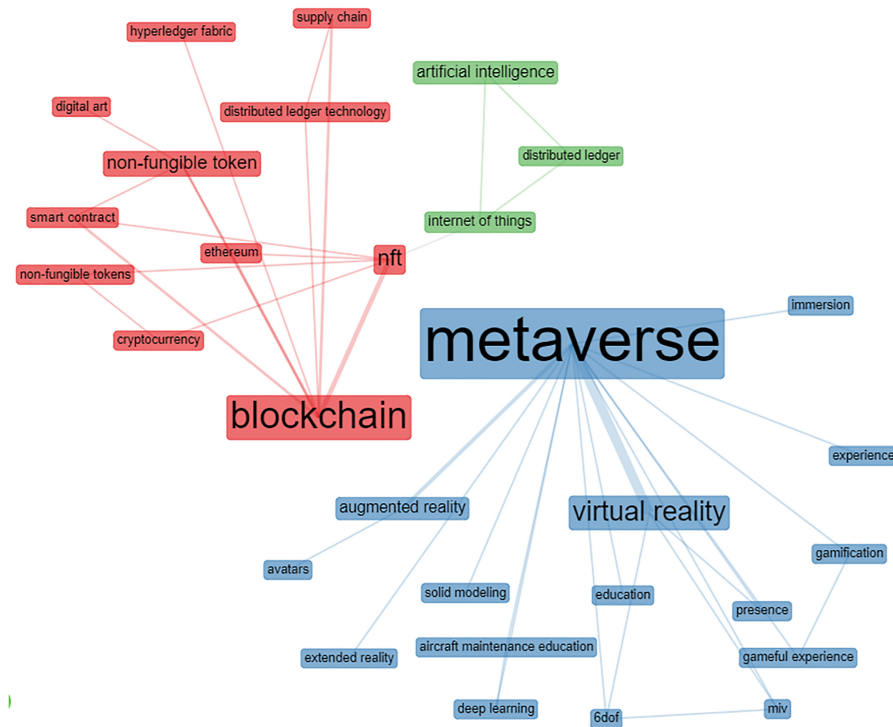 supply chain
hyperledger fabric
artificial intelligence
digital art
distributed ledger technology
distributed ledger
non-fungible token
smart contract
internet of things
ethereum
nft
non-fungible tokens
immersion
cryptocurrency
metaverse
blockchain
experience
augmented reality
virtual reality
gamification
avatars
solid modeling
education
presence
extended reality
aircraft maintenance education
gameful experience
deep learning
6dof
miv